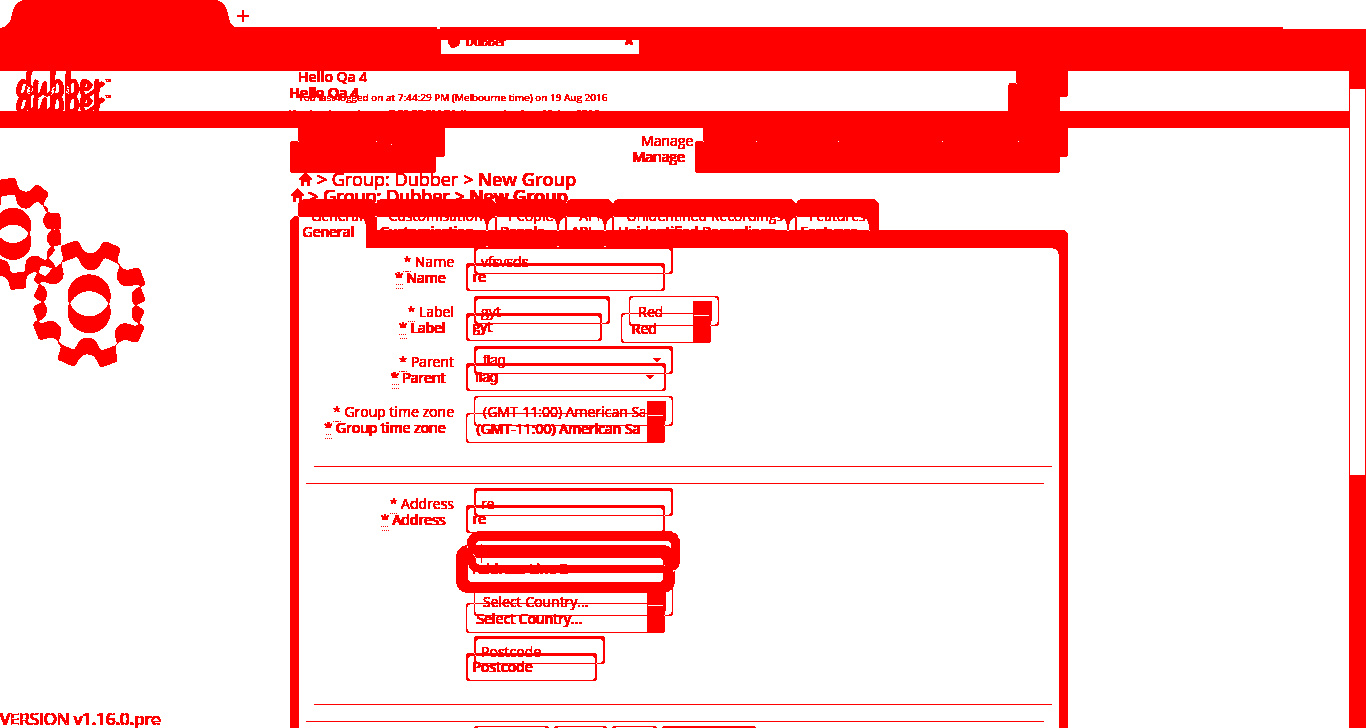 +
Dubber
dubber
dubber
Hello Qa 4
Hello Qa 4
You last logged on at 7:44:29 PM (Melbourne time) on 19 Aug 2016
Manage
Manage
> Group: Dubber > New Group
> Group: Dubber > New Group
General Customisation People API Unidentified Recordings Features
General Customisation People API Unidentified Recordings Features
* Name vfsvsds
* Name re
* Label gyt Red
* Label gyt Red
* Parent flag
* Parent flag
* Group time zone (GMT-11:00) American Sa
* Group time zone (GMT-11:00) American Sa
* Address re
* Address re
Select Country...
Select Country...
Postcode
Postcode
VERSION v1.16.0.pre